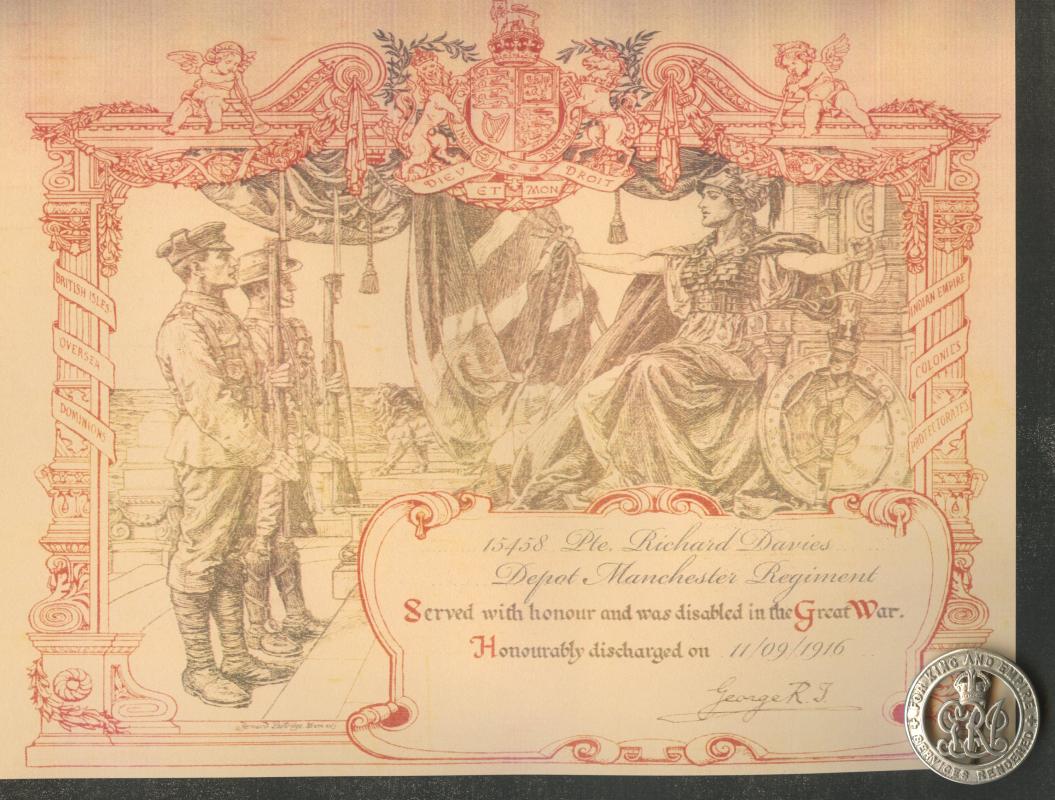 DIEU ET MON DROIT
BRITISH ISLES
OVERSEA
DOMINIONS
INDIAN EMPIRE
COLONIES
PROTECTORATES
15458 Pte. Richard Davies
Depot Manchester Regiment
Served with honour and was disabled in the Great War.
Honourably discharged on 11/09/1916
George R.I.
FOR KING AND EMPIRE
SERVICES RENDERED